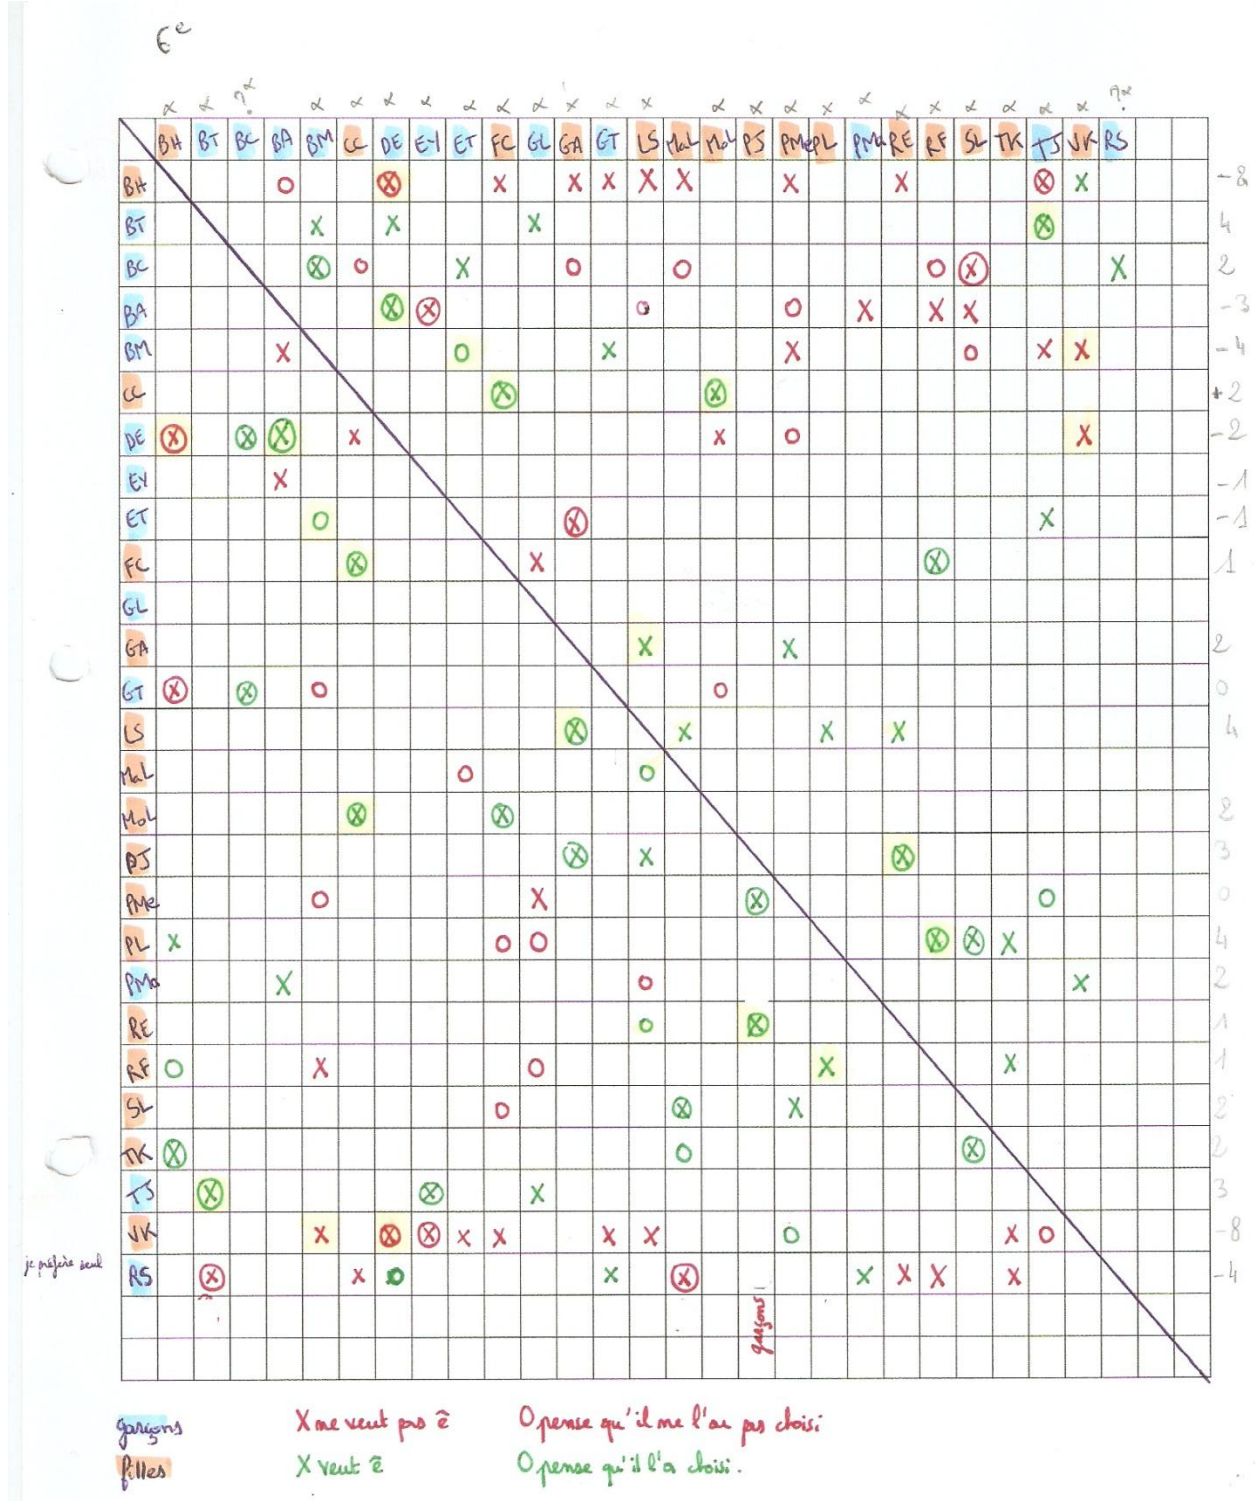 6e
α α ?α α α α α α α α x α x α α x α x x α α α α ?α
BH BT BC BA BM CC DE EY ET FC GL GA GT LS MaL MoL PJ PMe PL PMa RE RF SL TK TJ VK RS
BH O ⊗ X X X X X X X ⊗ X -8
BT X X X ⊗ 4
BC ⊗ O X O O O ⊗ X 2
BA ⊗ ⊗ O O X X X -3
BM X O X X O X X -4
CC ⊗ ⊗ +2
DE ⊗ ⊗ ⊗ X X O X -2
EY X -1
ET O ⊗ X -1
FC ⊗ X ⊗ 1
GL
GA X X 2
GT ⊗ ⊗ O O 0
LS ⊗ X X X 4
MaL O O
MoL ⊗ ⊗ 2
PJ ⊗ X ⊗ 3
PMe O X ⊗ O 0
PL X O O ⊗ ⊗ X 4
PMa X O X 2
RE O ⊗ 1
RF O X O X X 1
SL O ⊗ X 2
TK ⊗ O ⊗ 2
TJ ⊗ ⊗ X 3
VK X ⊗ ⊗ X X X X O X O -8
je préfère seul RS ⊗ X O X ⊗ X X X X -4
garçons
garçons X ne veut pas ê O pense qu'il ne l'a pas choisi
filles X veut ê O pense qu'il l'a choisi.